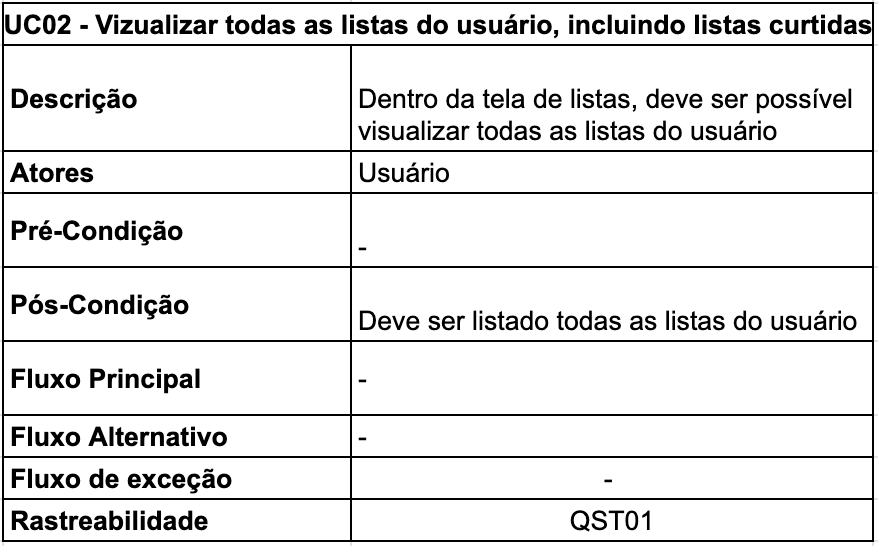 UC02 - Vizualizar todas as listas do usuário, incluindo listas curtidas
Descrição
Dentro da tela de listas, deve ser possível
visualizar todas as listas do usuário
Atores
Usuário
Pré-Condição
-
Pós-Condição
Deve ser listado todas as listas do usuário
Fluxo Principal
-
Fluxo Alternativo
-
Fluxo de exceção
-
Rastreabilidade
QST01